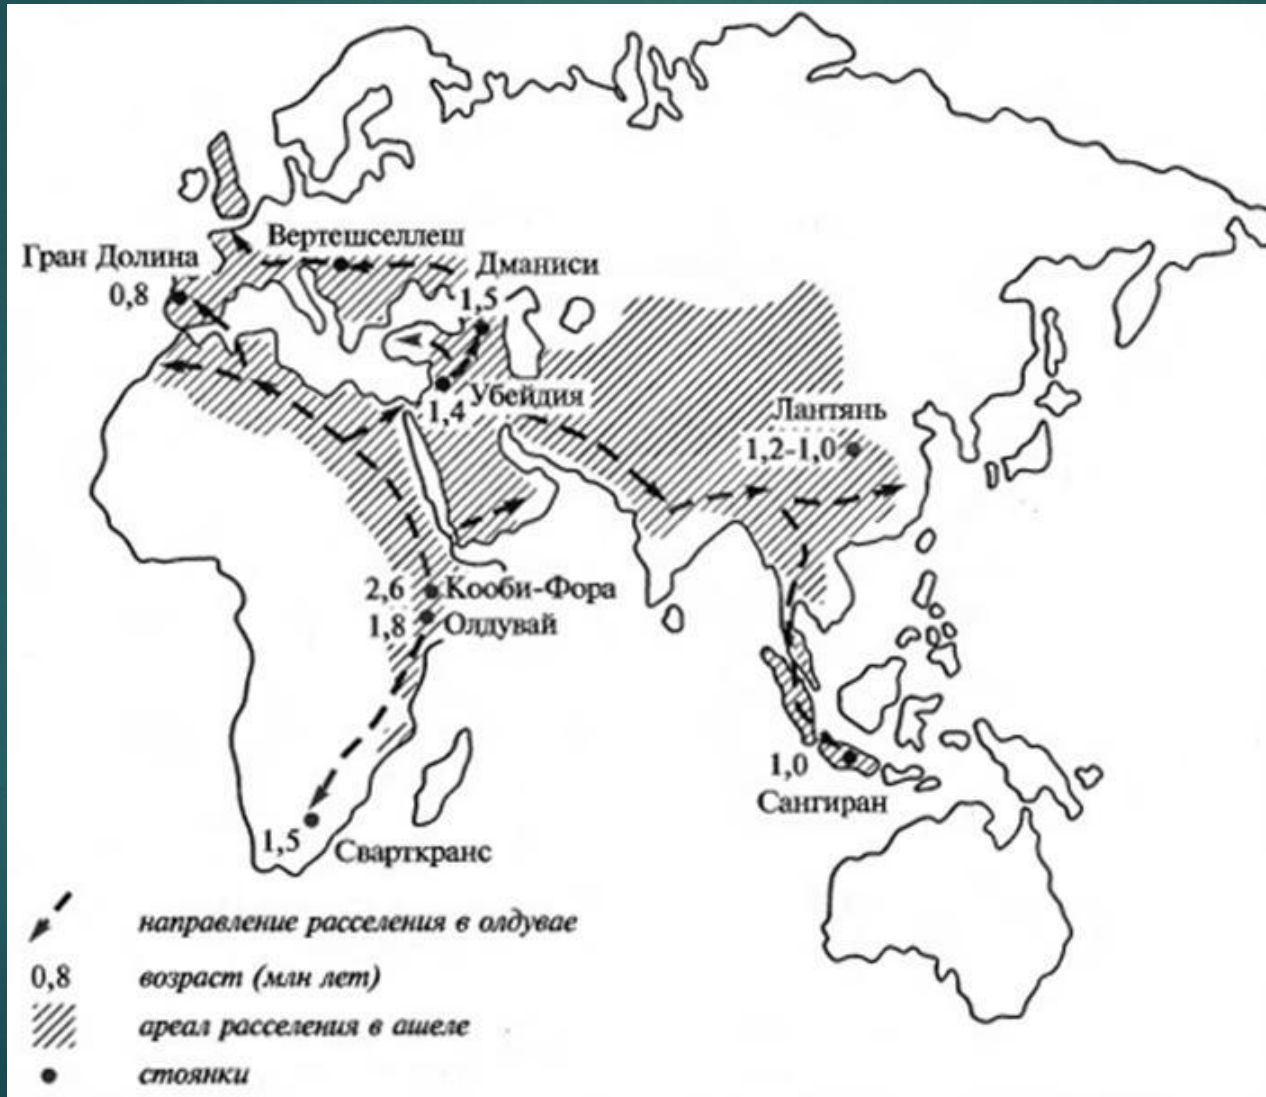 Вертешселлеш
Гран Долина
0,8
Дманиси
1,5
Убейдия
1,4
Лантянь
1,2-1,0
2,6 Кооби-Фора
1,8 Олдувай
1,0
Сангиран
1,5
Сварткранс
направление расселения в олдувае
0,8 возраст (млн лет)
ареал расселения в ашеле
стоянки